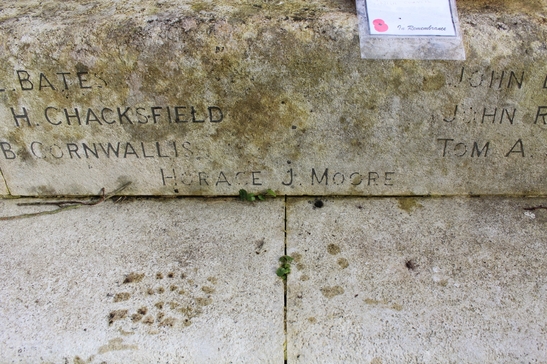 In Remembrance
BATES JOHN
H. CHACKSFIELD JOHN R
B. CORNWALLIS TOM A.
HORACE J MOORE